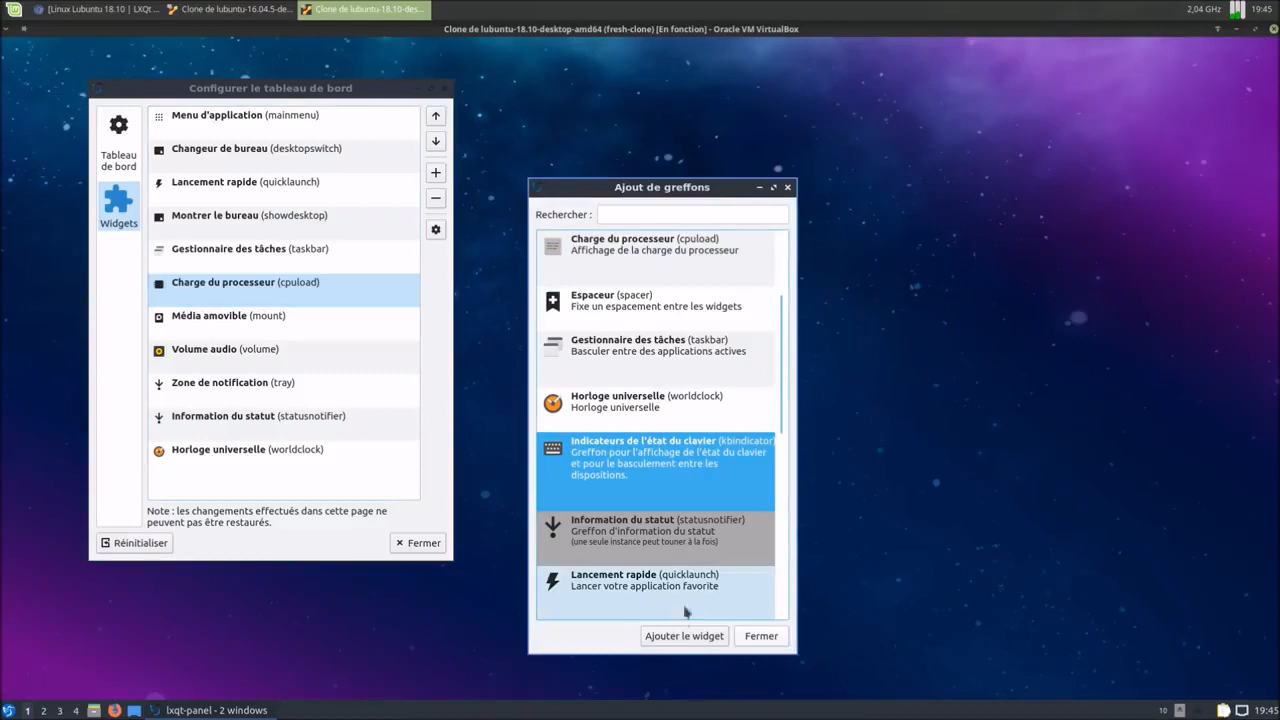 [Linux Lubuntu 18.10 ] LXQt ...
Clone de lubuntu-16.04.5-des...
Clone de lubuntu-18.10-des...
2,04 GHz
19:45
Clone de lubuntu-18.10-desktop-amd64 (fresh-clone) [En fonction] - Oracle VM VirtualBox
Configurer le tableau de bord
Tableau
de bord
Widgets
Menu d'application (mainmenu)
Changeur de bureau (desktopswitch)
Lancement rapide (quicklaunch)
Montrer le bureau (showdesktop)
Gestionnaire des tâches (taskbar)
Charge du processeur (cpuload)
Média amovible (mount)
Volume audio (volume)
Zone de notification (tray)
Information du statut (statusnotifier)
Horloge universelle (worldclock)
Note : les changements effectués dans cette page ne
peuvent pas être restaurés.
Réinitialiser
Fermer
Ajout de greffons
Rechercher :
Charge du processeur (cpuload)
Affichage de la charge du processeur
Espaceur (spacer)
Fixe un espacement entre les widgets
Gestionnaire des tâches (taskbar)
Basculer entre des applications actives
Horloge universelle (worldclock)
Horloge universelle
Indicateurs de l'état du clavier (kbindicator)
Greffon pour l'affichage de l'état du clavier
et pour le basculement entre les
dispositions.
Information du statut (statusnotifier)
Greffon d'information du statut
(une seule instance peut touner à la fois)
Lancement rapide (quicklaunch)
Lancer votre application favorite
Ajouter le widget
Fermer
1 2 3 4
lxqt-panel - 2 windows
10
19:45